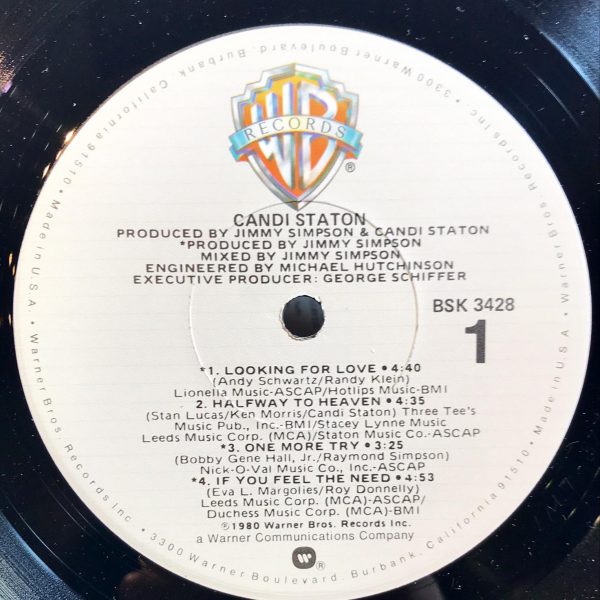 WB
RECORDS
®
CANDI STATON
PRODUCED BY JIMMY SIMPSON & CANDI STATON
*PRODUCED BY JIMMY SIMPSON
MIXED BY JIMMY SIMPSON
ENGINEERED BY MICHAEL HUTCHINSON
EXECUTIVE PRODUCER: GEORGE SCHIFFER
BSK 3428
1
*1. LOOKING FOR LOVE • 4:40
(Andy Schwartz/Randy Klein)
Lionelia Music-ASCAP/Hotlips Music-BMI
2. HALFWAY TO HEAVEN • 4:35
(Stan Lucas/Ken Morris/Candi Staton) Three Tee's
Music Pub., Inc.-BMI/Stacey Lynne Music
Leeds Music Corp. (MCA)/Staton Music Co.-ASCAP
*3. ONE MORE TRY • 3:25
(Bobby Gene Hall, Jr./Raymond Simpson)
Nick-O-Val Music Co., Inc.-ASCAP
*4. IF YOU FEEL THE NEED • 4:53
(Eva L. Margolies/Roy Donnelly)
Leeds Music Corp. (MCA)-ASCAP/
Duchess Music Corp. (MCA)-BMI
℗1980 Warner Bros. Records Inc.
a Warner Communications Company
Warner Bros. Records Inc. • 3300 Warner Boulevard, Burbank, California 91510 • Made in U.S.A. •
Warner Bros. Records Inc. • 3300 Warner Boulevard, Burbank, California 91510 • Made in U.S.A. •